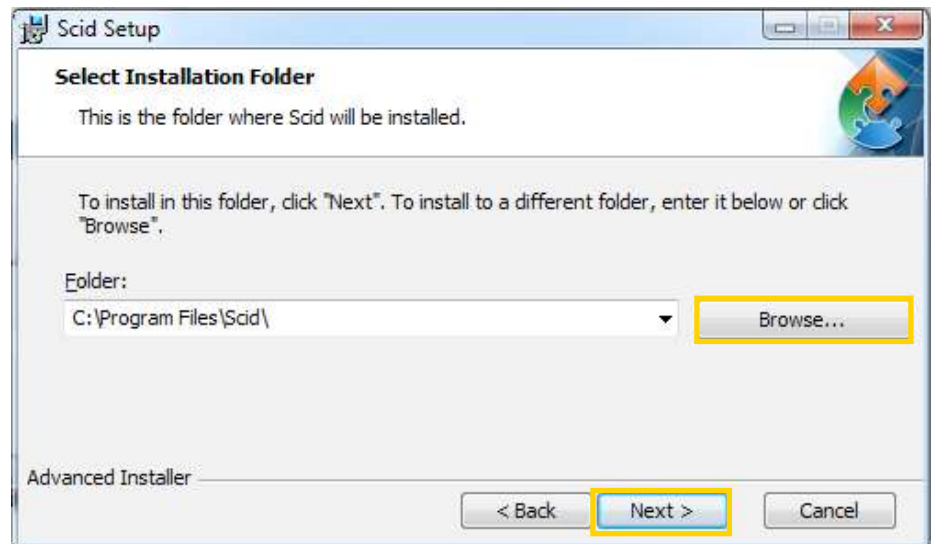 Scid Setup
Select Installation Folder
This is the folder where Scid will be installed.
To install in this folder, click "Next". To install to a different folder, enter it below or click
"Browse".
Folder:
C:\Program Files\Scid\
Browse...
Advanced Installer
< Back
Next >
Cancel